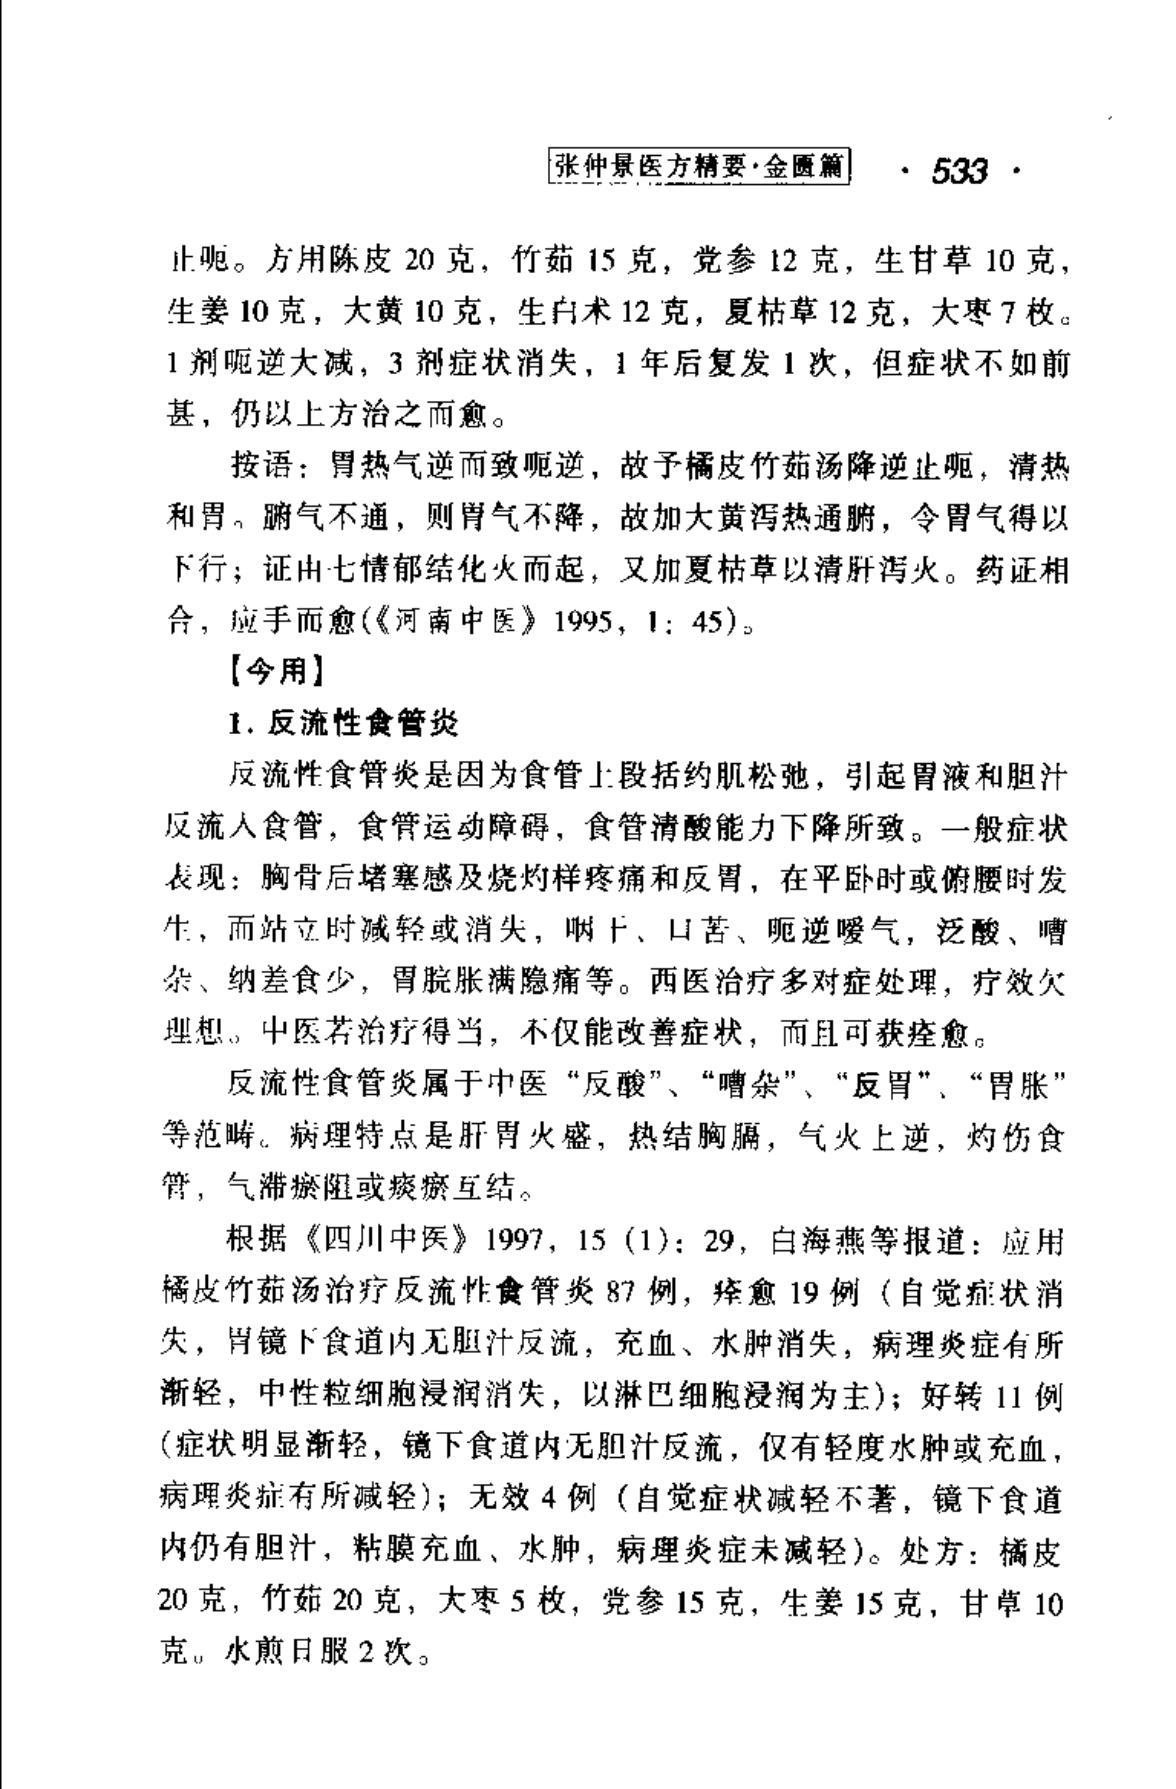 张仲景医方精要·金匮篇 · 533 ·
止呃。方用陈皮 20 克，竹茹 15 克，党参 12 克，生甘草 10 克，
生姜 10 克，大黄 10 克，生白术 12 克，夏枯草 12 克，大枣 7 枚。
1 剂呃逆大减，3 剂症状消失，1 年后复发 1 次，但症状不如前
甚，仍以上方治之而愈。
按语：胃热气逆而致呃逆，故予橘皮竹茹汤降逆止呃，清热
和胃。腑气不通，则胃气不降，故加大黄泻热通腑，令胃气得以
下行；证由七情郁结化火而起，又加夏枯草以清肝泻火。药证相
合，应手而愈(《河南中医》1995，1：45)。
【今用】
1. 反流性食管炎
反流性食管炎是因为食管上段括约肌松弛，引起胃液和胆汁
反流入食管，食管运动障碍，食管清酸能力下降所致。一般症状
表现：胸骨后堵塞感及烧灼样疼痛和反胃，在平卧时或俯腰时发
生，而站立时减轻或消失，咽干、口苦、呃逆嗳气，泛酸、嘈
杂、纳差食少，胃脘胀满隐痛等。西医治疗多对症处理，疗效欠
理想。中医若治疗得当，不仅能改善症状，而且可获痊愈。
反流性食管炎属于中医“反酸”、“嘈杂”、“反胃”、“胃胀”
等范畴。病理特点是肝胃火盛，热结胸膈，气火上逆，灼伤食
管，气滞瘀阻或痰瘀互结。
根据《四川中医》1997，15（1）：29，白海燕等报道：应用
橘皮竹茹汤治疗反流性食管炎 87 例，痊愈 19 例（自觉症状消
失，胃镜下食道内无胆汁反流，充血、水肿消失，病理炎症有所
渐轻，中性粒细胞浸润消失，以淋巴细胞浸润为主)；好转 11 例
(症状明显渐轻，镜下食道内无胆汁反流，仅有轻度水肿或充血，
病理炎症有所减轻)；无效 4 例（自觉症状减轻不著，镜下食道
内仍有胆汁，粘膜充血、水肿，病理炎症未减轻)。处方：橘皮
20 克，竹茹 20 克，大枣 5 枚，党参 15 克，生姜 15 克，甘草 10
克。水煎日服 2 次。